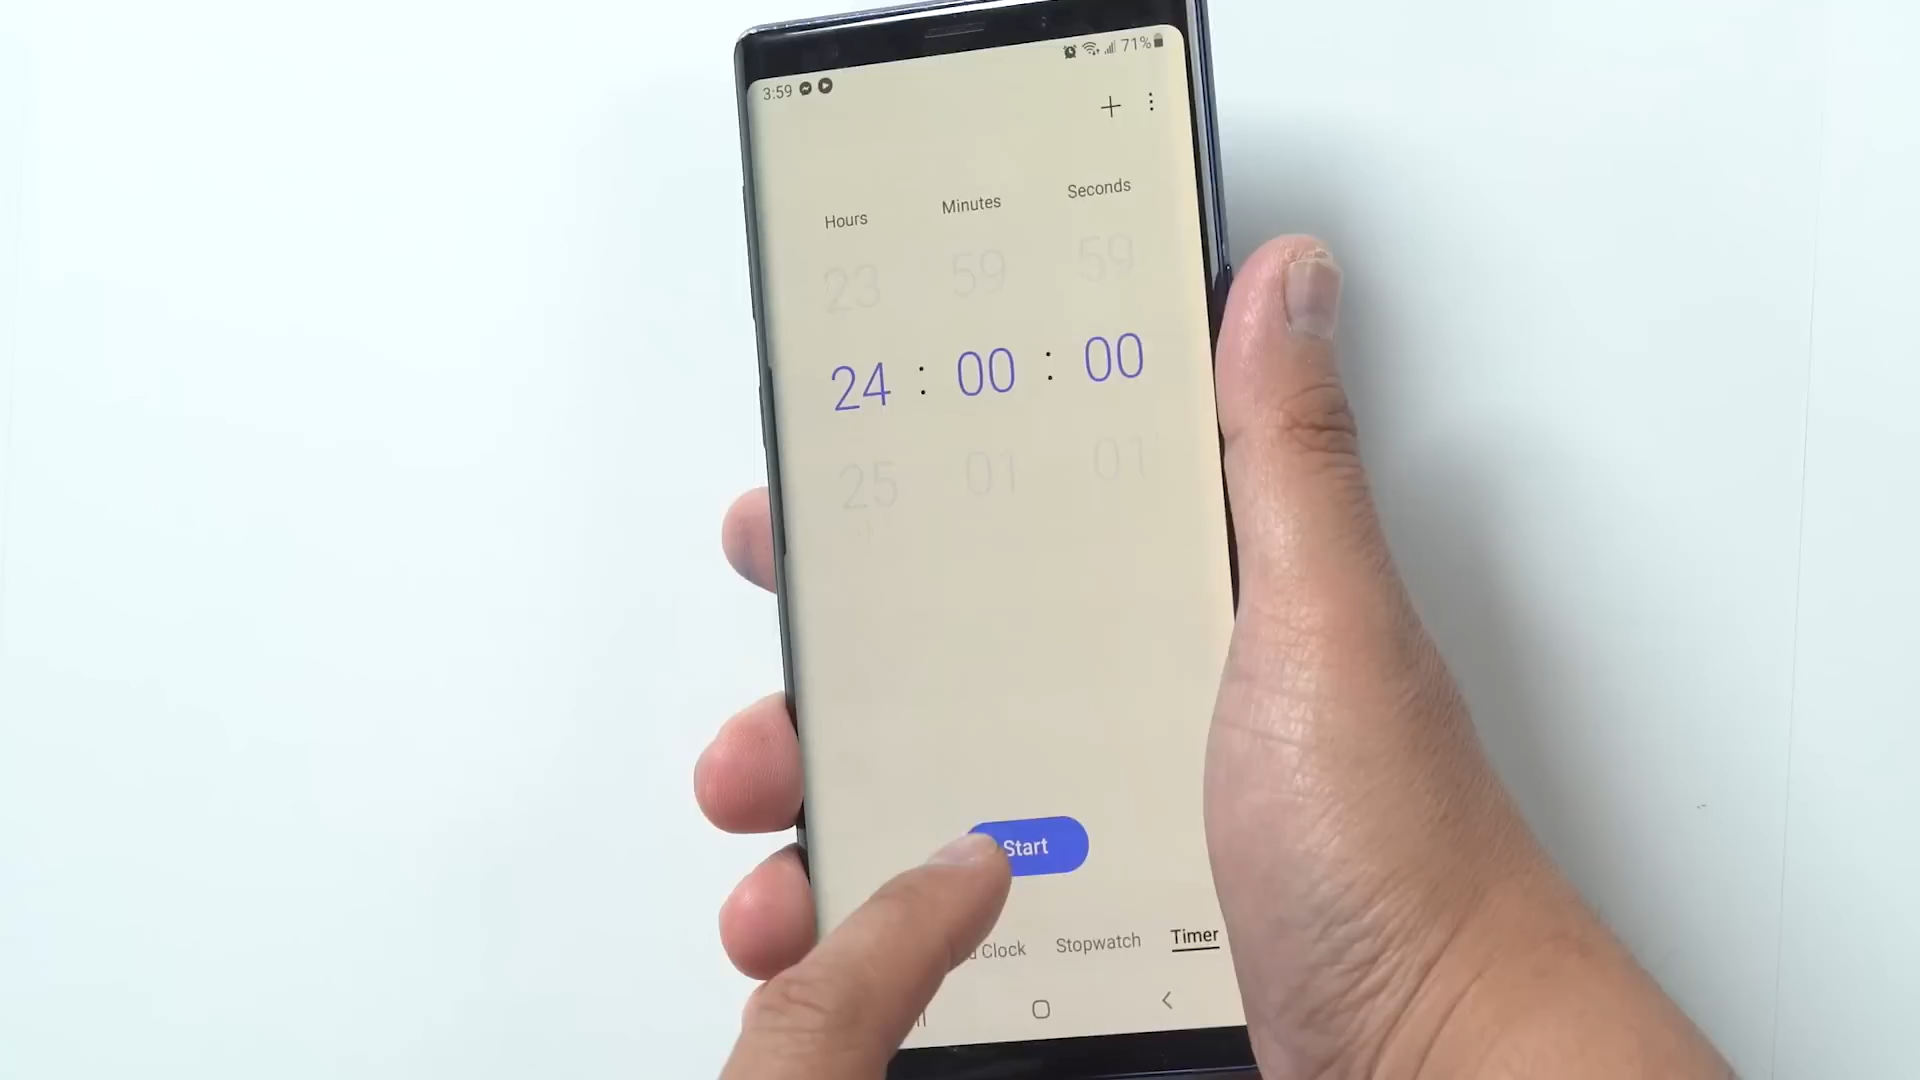 3:59 71%
Hours Minutes Seconds
23 59 59
24 : 00 : 00
25 01 01
Start
Clock Stopwatch Timer